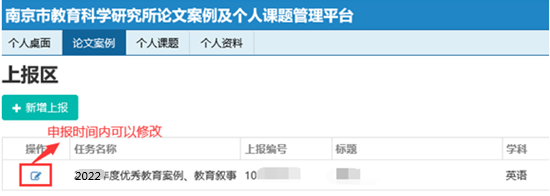 南京市教育科学研究所论文案例及个人课题管理平台
个人桌面 论文案例 个人课题 个人资料
上报区
+ 新增上报
申报时间内可以修改
操作 任务名称 上报编号 标题 学科
2022年度优秀教育案例、教育叙事 10 英语